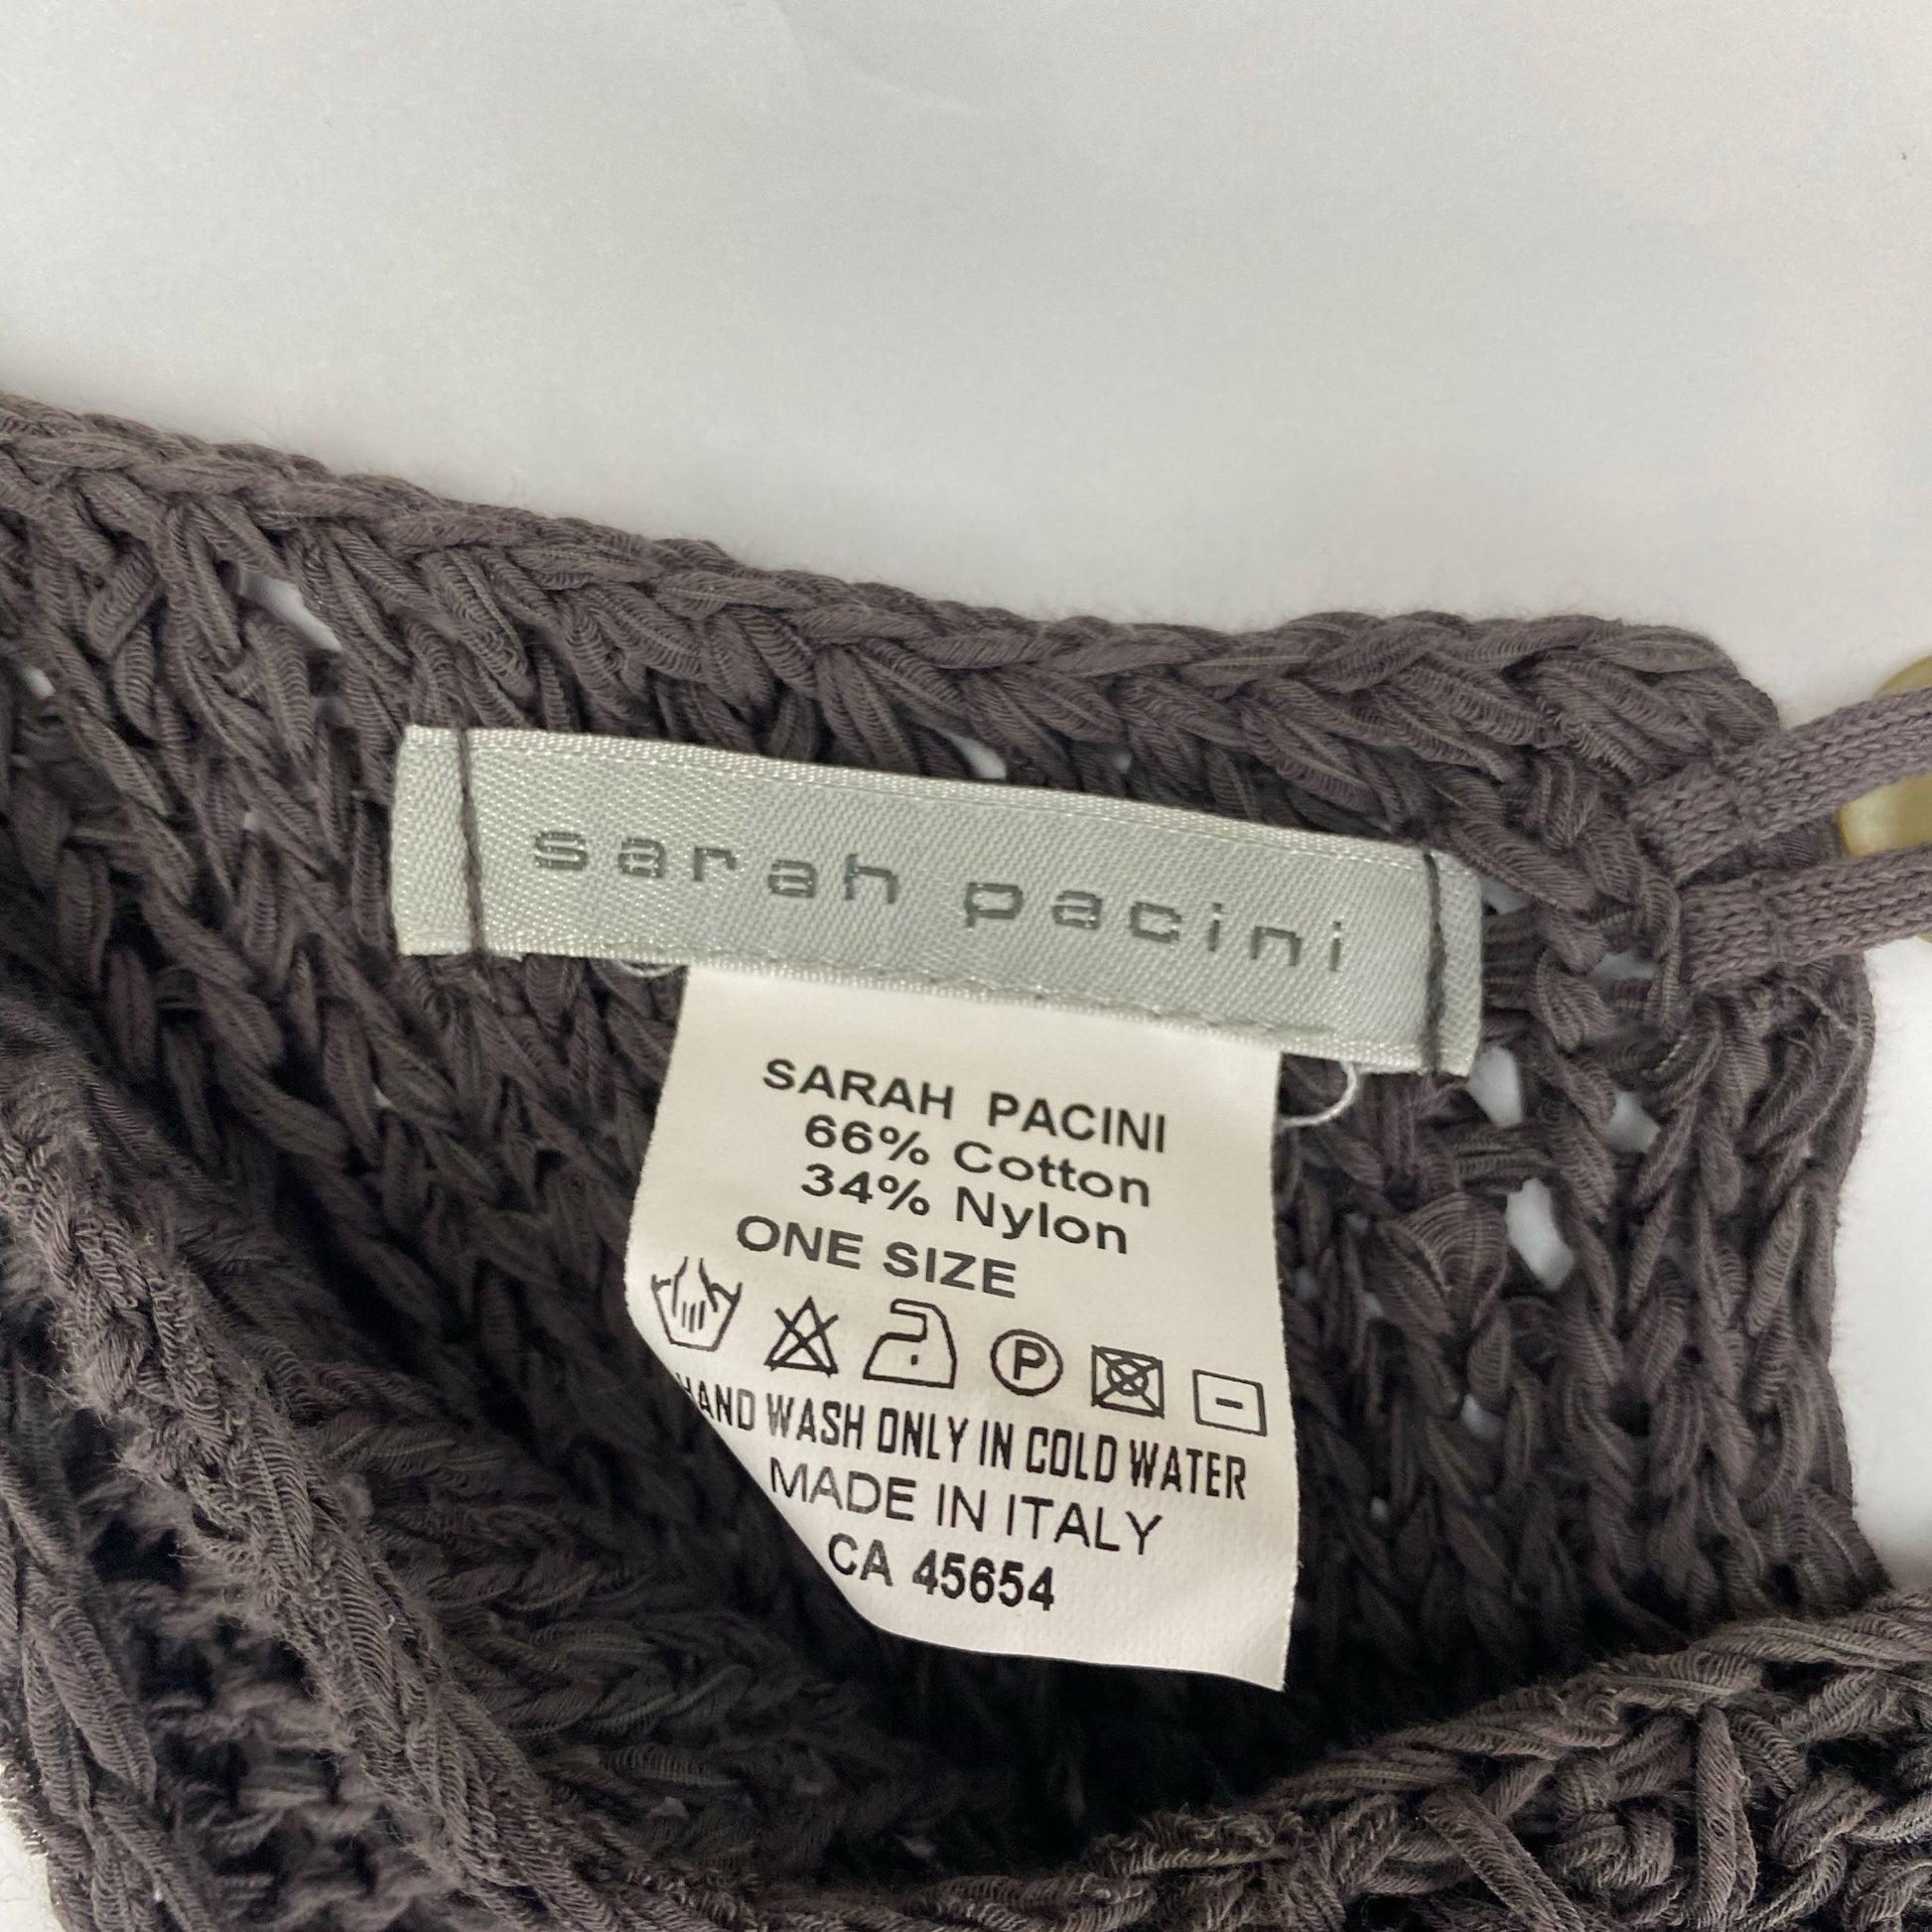 sarah pacini
SARAH PACINI
66% Cotton
34% Nylon
ONE SIZE
P
HAND WASH ONLY IN COLD WATER
MADE IN ITALY
CA 45654